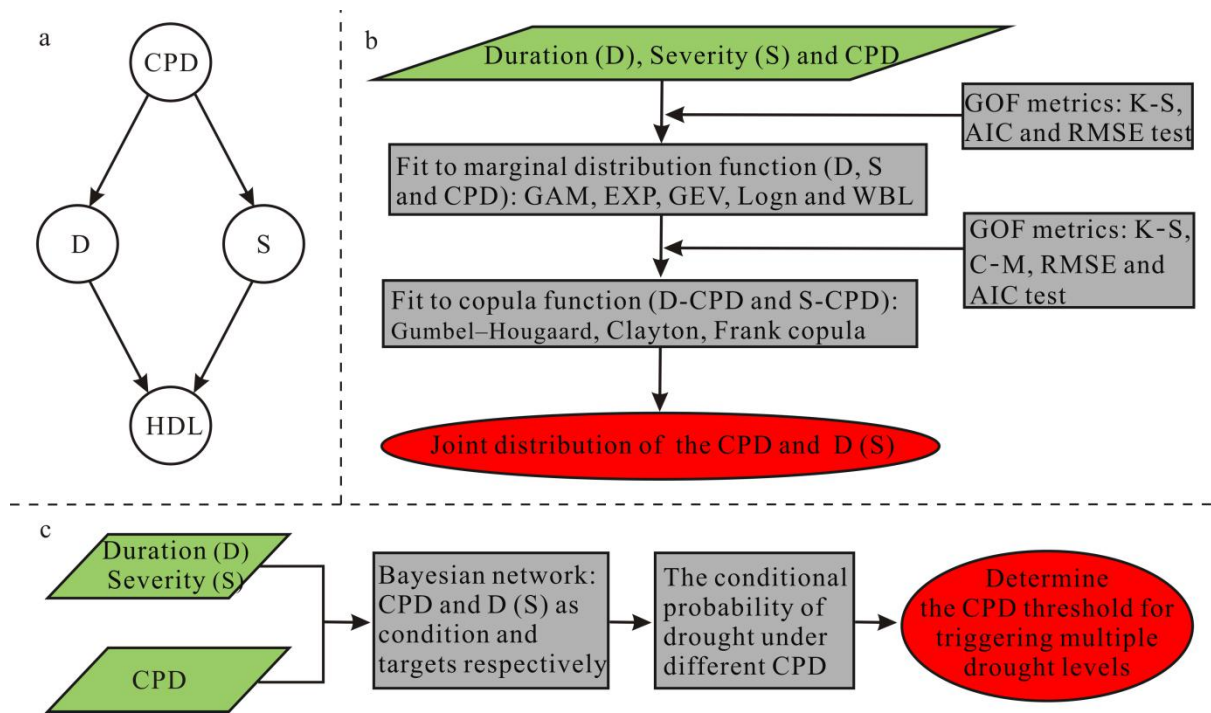 a
CPD
D
S
HDL
b
Duration (D), Severity (S) and CPD
GOF metrics: K-S,
AIC and RMSE test
Fit to marginal distribution function (D, S
and CPD): GAM, EXP, GEV, Logn and WBL
GOF metrics: K-S,
C-M, RMSE and
AIC test
Fit to copula function (D-CPD and S-CPD):
Gumbel–Hougaard, Clayton, Frank copula
Joint distribution of the CPD and D (S)
c
Duration (D)
Severity (S)
CPD
Bayesian network:
CPD and D (S) as
condition and
targets respectively
The conditional
probability of
drought under
different CPD
Determine
the CPD threshold for
triggering multiple
drought levels